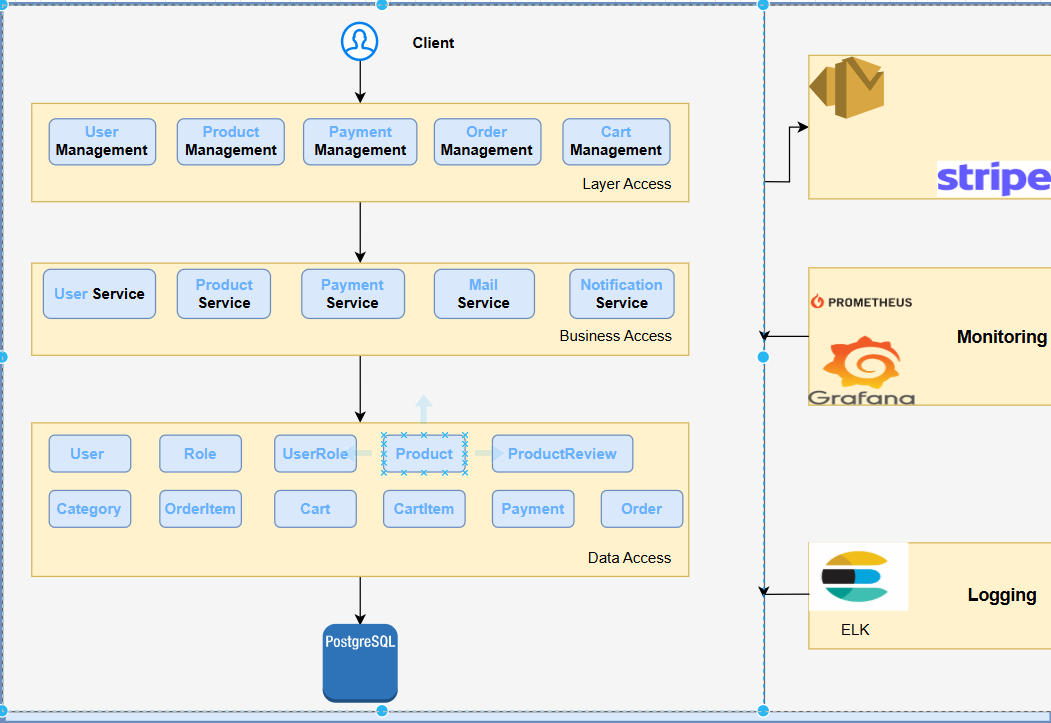 Client
User
Management
Product
Management
Payment
Management
Order
Management
Cart
Management
Layer Access
stripe
User Service
Product
Service
Payment
Service
Mail
Service
Notification
Service
Business Access
PROMETHEUS
Monitoring
Grafana
User
Role
UserRole
Product
ProductReview
Category
OrderItem
Cart
CartItem
Payment
Order
Data Access
Logging
ELK
PostgreSQL